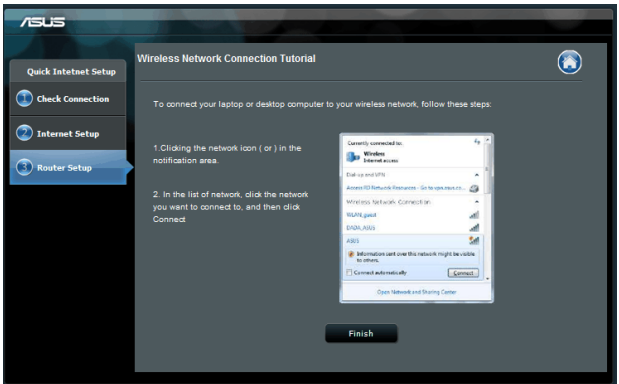 ASUS
Wireless Network Connection Tutorial
Quick Intetnet Setup
1 Check Connection
2 Internet Setup
3 Router Setup
To connect your laptop or desktop computer to your wireless network, follow these steps:
1.Clicking the network icon ( or ) in the
notification area.
2. In the list of network, click the network
you want to connect to, and then click
Connect
Currently connected to:
Wireless
Internet access
Dial-up and VPN
Wireless Network Connection
WLAN_guest
DADA_ASUS
ASUS
Information sent over this network might be visible
to others.
Connect automatically
Connect
Open Network and Sharing Center
Finish